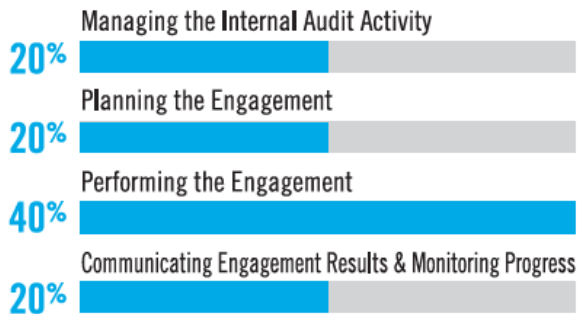 Managing the Internal Audit Activity
20%
Planning the Engagement
20%
Performing the Engagement
40%
Communicating Engagement Results & Monitoring Progress
20%